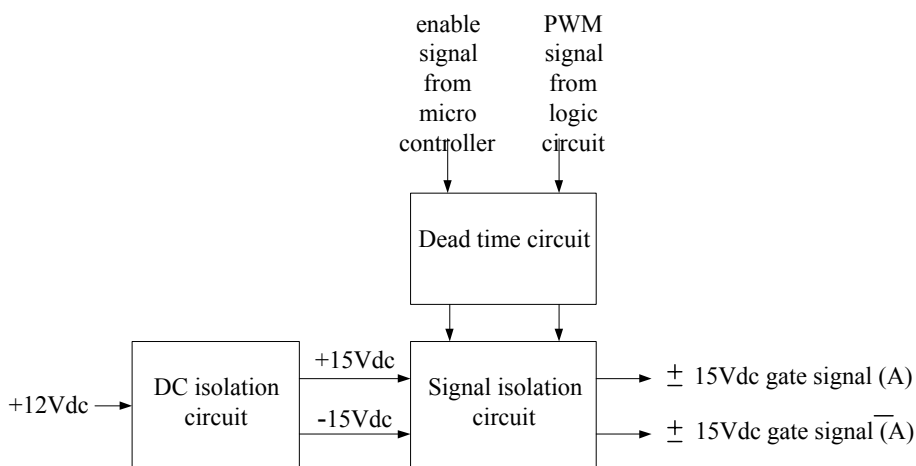 enable
signal
from
micro
controller
PWM
signal
from
logic
circuit
Dead time circuit
+12Vdc
DC isolation
circuit
+15Vdc
-15Vdc
Signal isolation
circuit
± 15Vdc gate signal (A)
± 15Vdc gate signal (A̅)